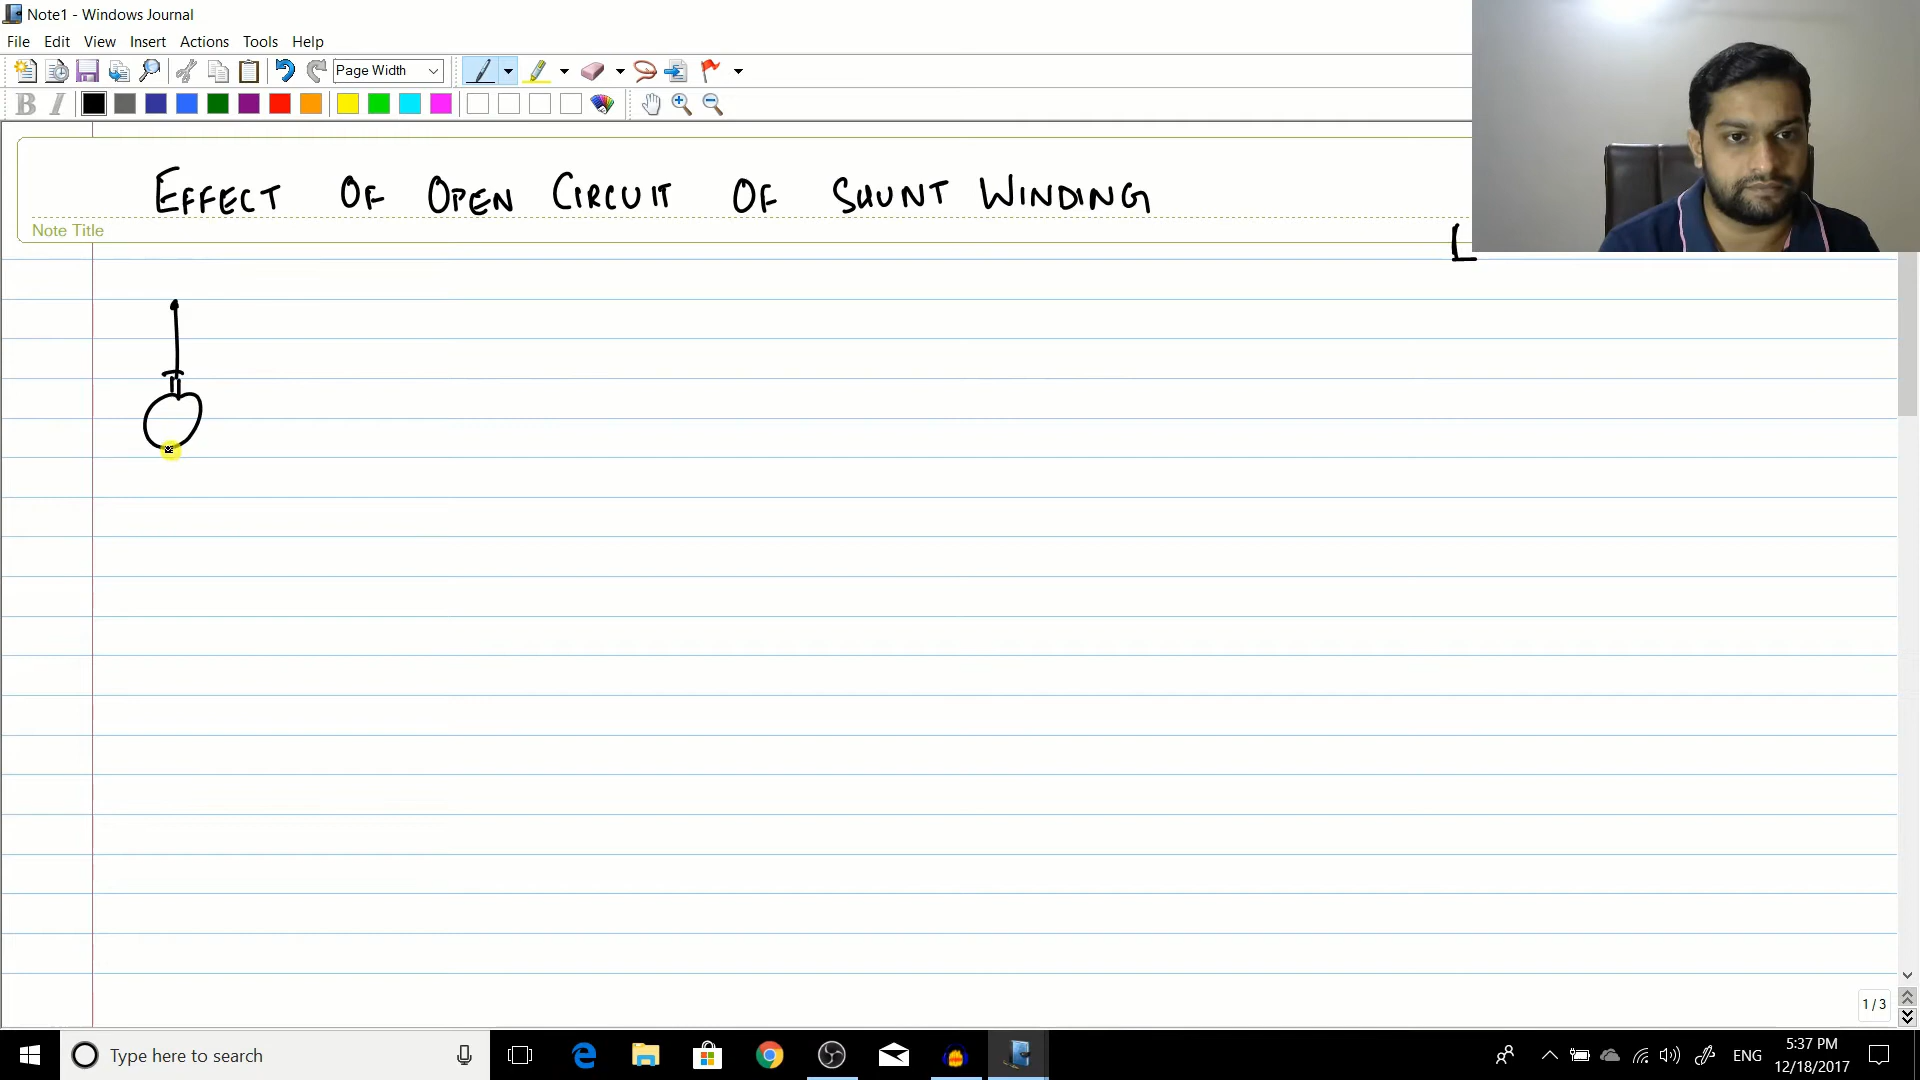 Note1 - Windows Journal
File Edit View Insert Actions Tools Help
Page Width
B I
EFFECT OF OPEN CIRCUIT OF SHUNT WINDING
Note Title
L
1 / 3
Type here to search
ENG
5:37 PM
12/18/2017